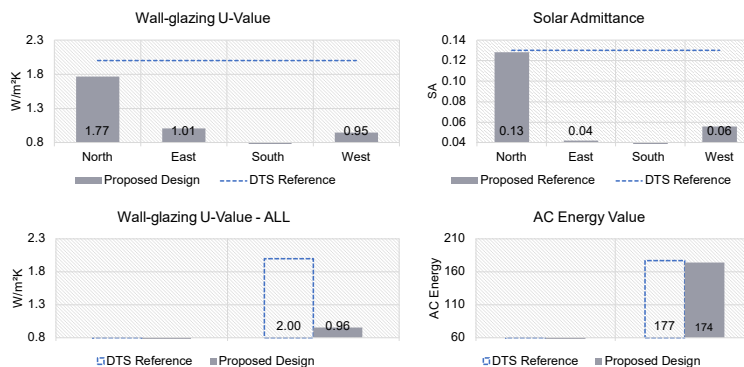 Wall-glazing U-Value
2.3
1.8
1.3
0.8
W/m²K
1.77
1.01
0.95
North East South West
Proposed Design DTS Reference
Solar Admittance
0.14
0.12
0.10
0.08
0.06
0.04
SA
0.13
0.04
0.06
North East South West
Proposed Reference DTS Reference
Wall-glazing U-Value - ALL
2.3
1.8
1.3
0.8
W/m²K
2.00 0.96
DTS Reference Proposed Design
AC Energy Value
210
160
110
60
AC Energy
177 174
DTS Reference Proposed Design